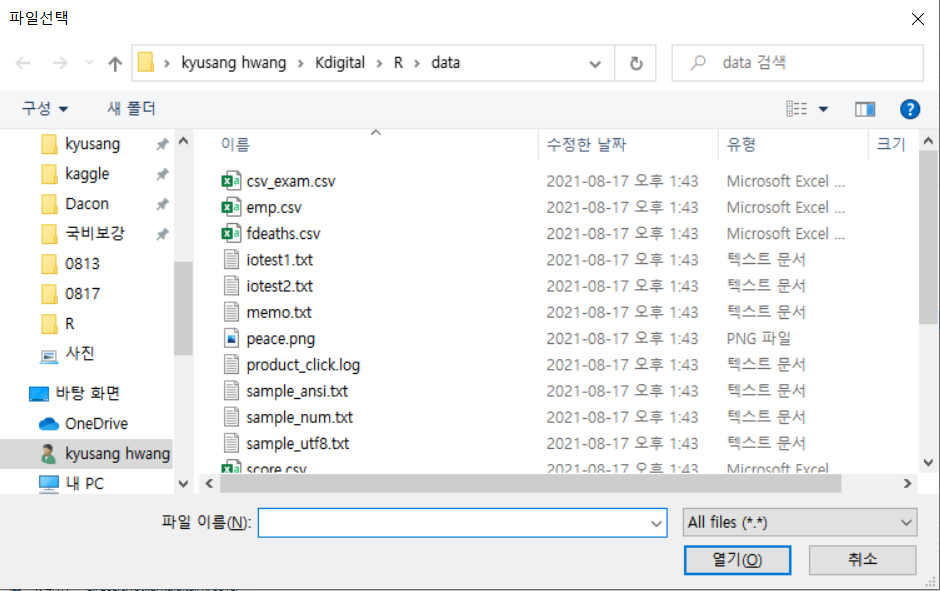 파일선택
kyusang hwang › Kdigital › R › data
data 검색
구성 새 폴더
kyusang
kaggle
Dacon
국비보강
0813
0817
R
사진
바탕 화면
OneDrive
kyusang hwang
내 PC
이름 수정한 날짜 유형 크기
csv_exam.csv 2021-08-17 오후 1:43 Microsoft Excel ...
emp.csv 2021-08-17 오후 1:43 Microsoft Excel ...
fdeaths.csv 2021-08-17 오후 1:43 Microsoft Excel ...
iotest1.txt 2021-08-17 오후 1:43 텍스트 문서
iotest2.txt 2021-08-17 오후 1:43 텍스트 문서
memo.txt 2021-08-17 오후 1:43 텍스트 문서
peace.png 2021-08-17 오후 1:43 PNG 파일
product_click.log 2021-08-17 오후 1:43 텍스트 문서
sample_ansi.txt 2021-08-17 오후 1:43 텍스트 문서
sample_num.txt 2021-08-17 오후 1:43 텍스트 문서
sample_utf8.txt 2021-08-17 오후 1:43 텍스트 문서
score.csv 2021-08-17 오후 1:43 Microsoft Excel
파일 이름(N):
All files (*.*)
열기(O) 취소